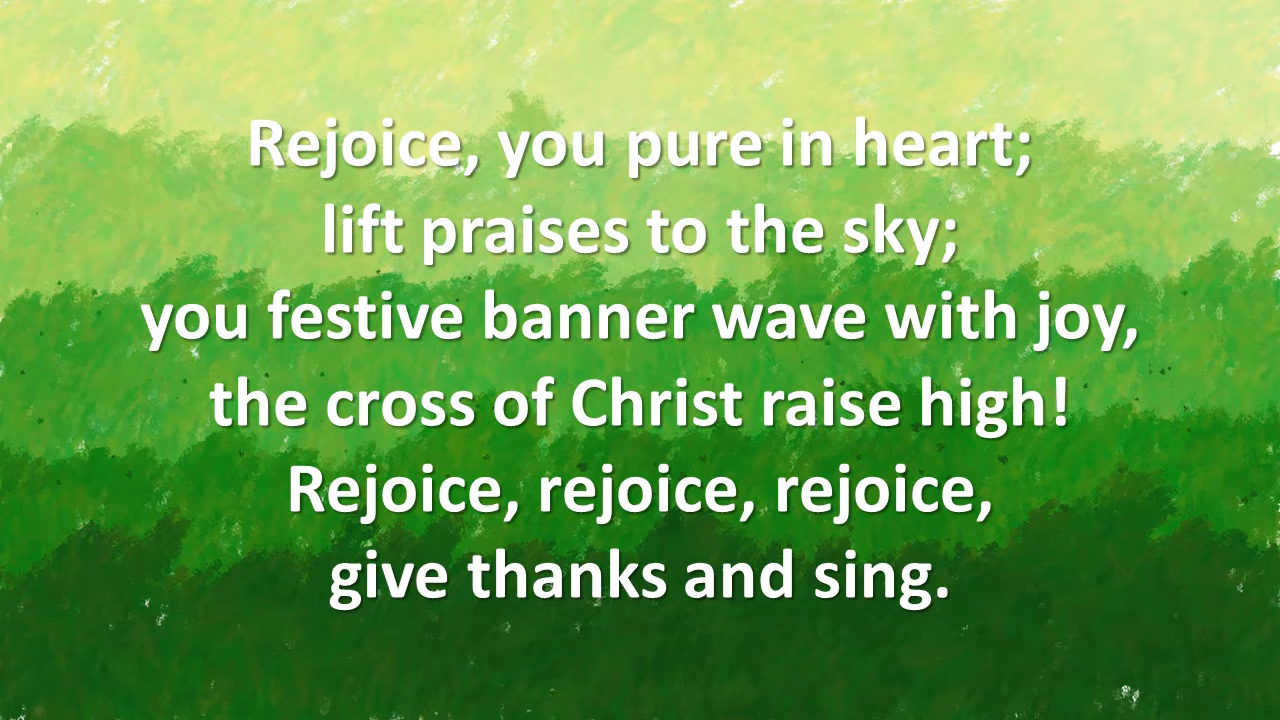 Rejoice, you pure in heart;
lift praises to the sky;
you festive banner wave with joy,
the cross of Christ raise high!
Rejoice, rejoice, rejoice,
give thanks and sing.